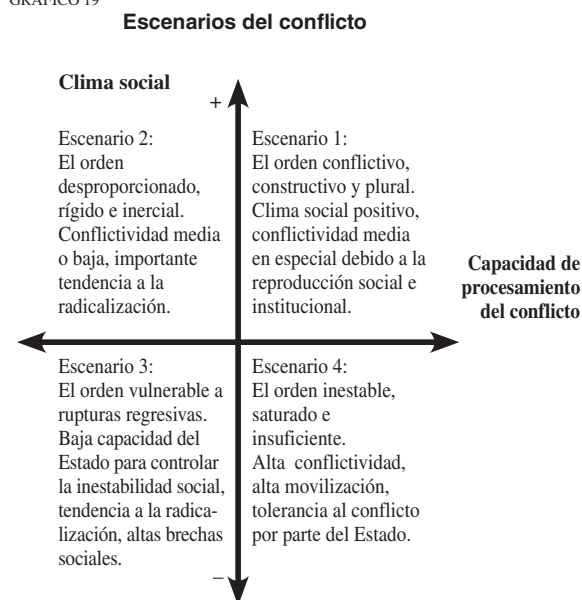 GRÁFICO 19
Escenarios del conflicto
Clima social
+
Escenario 2:
El orden
desproporcionado,
rígido e inercial.
Conflictividad media
o baja, importante
tendencia a la
radicalización.
Escenario 1:
El orden conflictivo,
constructivo y plural.
Clima social positivo,
conflictividad media
en especial debido a la
reproducción social e
institucional.
Capacidad de
procesamiento
del conflicto
Escenario 3:
El orden vulnerable a
rupturas regresivas.
Baja capacidad del
Estado para controlar
la inestabilidad social,
tendencia a la radica-
lización, altas brechas
sociales.
Escenario 4:
El orden inestable,
saturado e
insuficiente.
Alta conflictividad,
alta movilización,
tolerancia al conflicto
por parte del Estado.
–